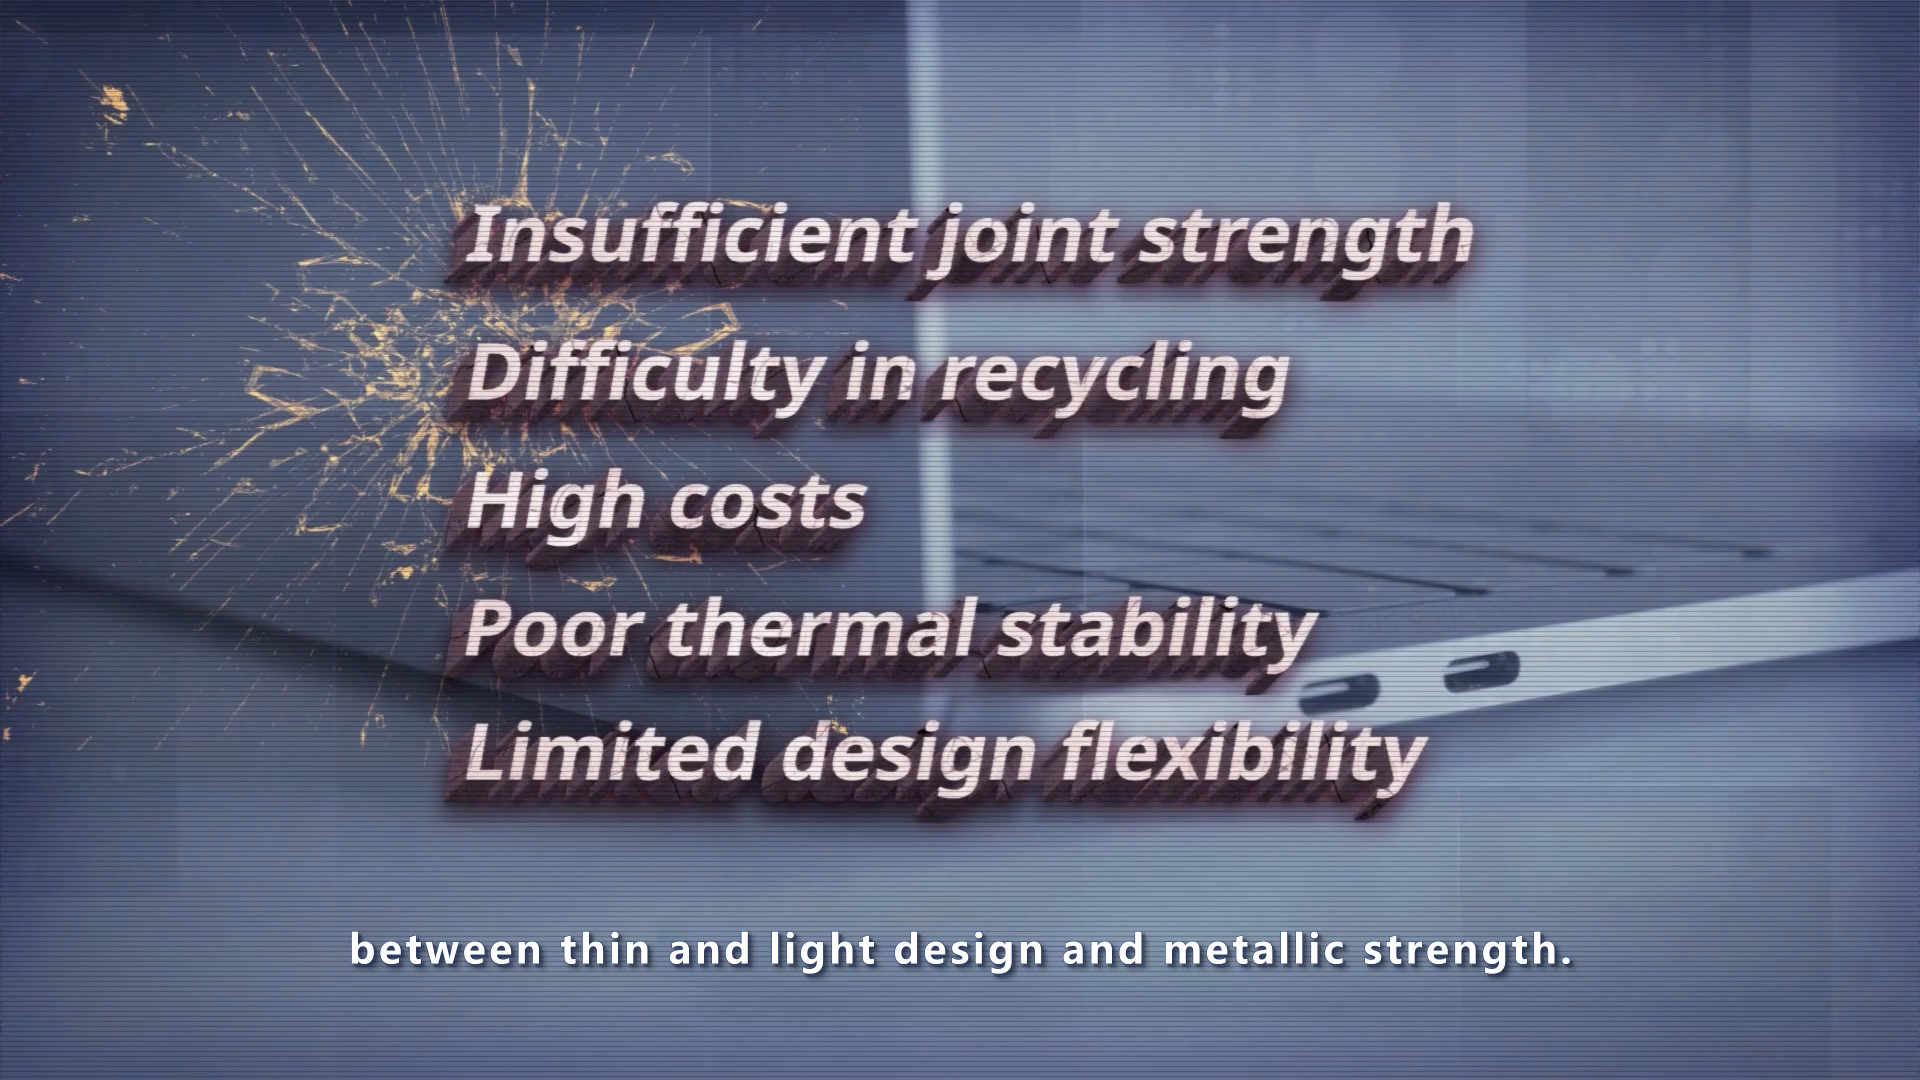 Insufficient joint strength
Difficulty in recycling
High costs
Poor thermal stability
Limited design flexibility
between thin and light design and metallic strength.